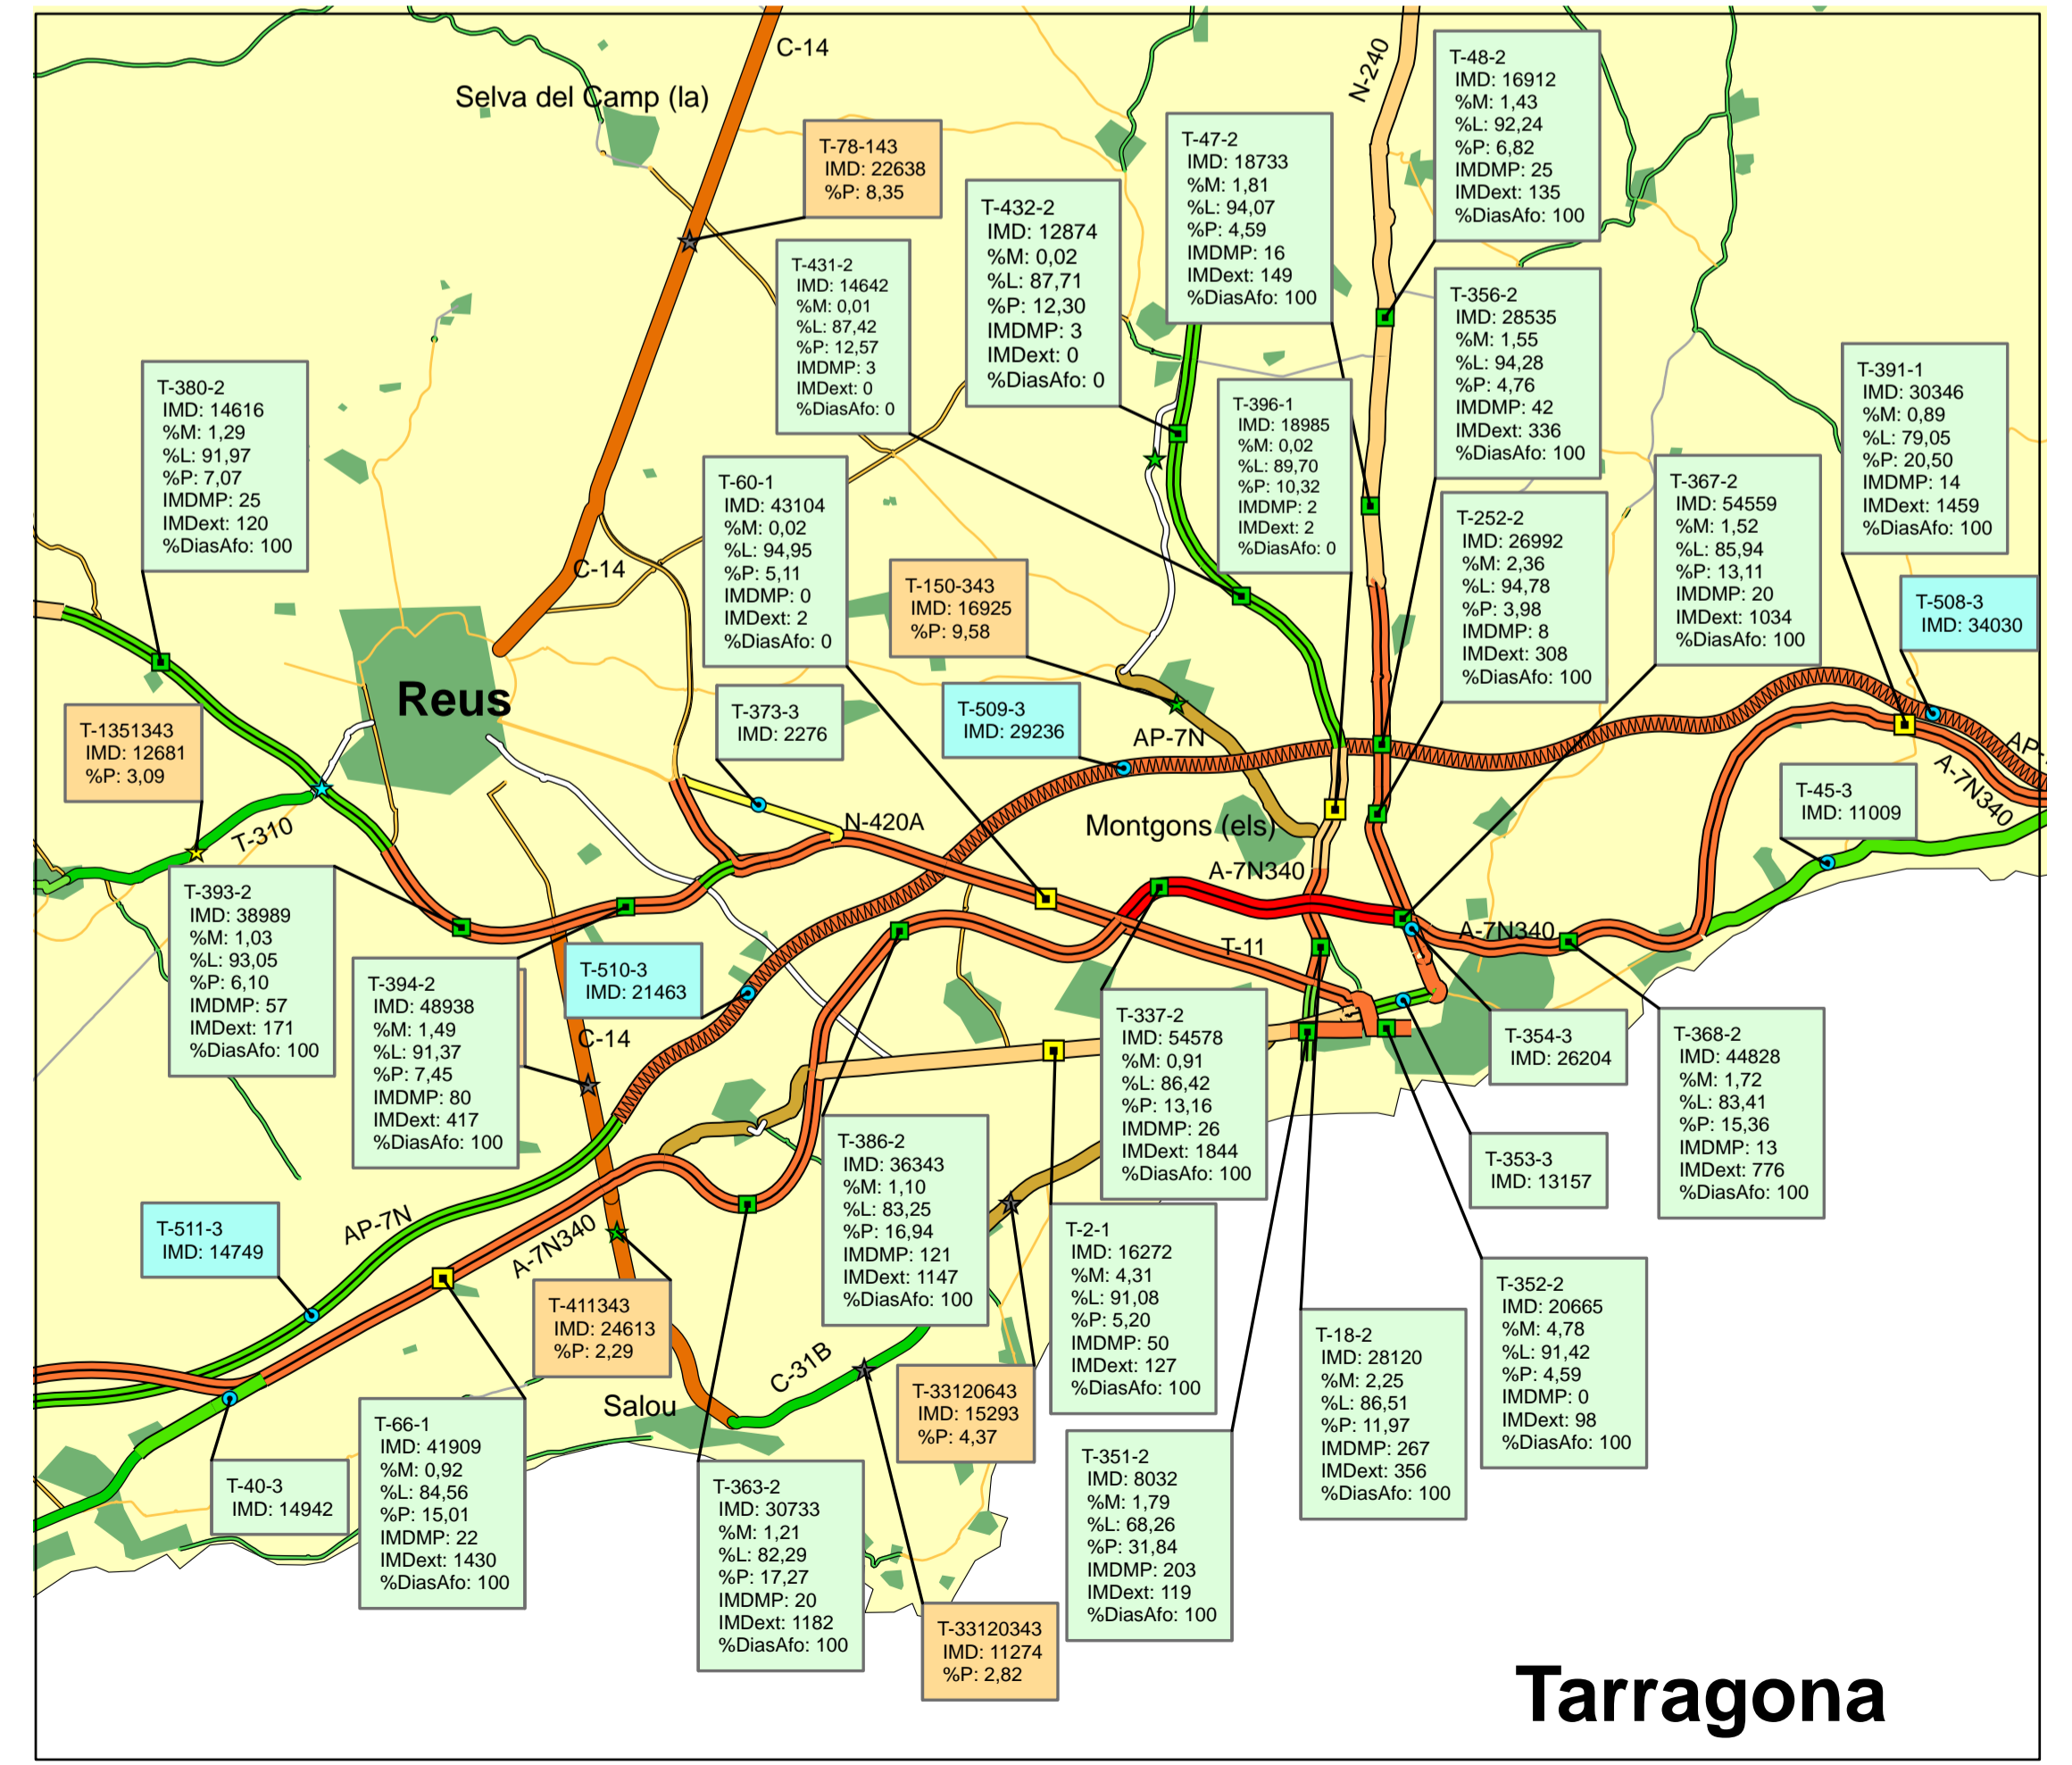 C-14
Selva del Camp (la)
N-240
T-48-2
IMD: 16912
%M: 1,43
%L: 92,24
%P: 6,82
IMDMP: 25
IMDext: 135
%DiasAfo: 100
T-78-143
IMD: 22638
%P: 8,35
T-47-2
IMD: 18733
%M: 1,81
%L: 94,07
%P: 4,59
IMDMP: 16
IMDext: 149
%DiasAfo: 100
T-432-2
IMD: 12874
%M: 0,02
%L: 87,71
%P: 12,30
IMDMP: 3
IMDext: 0
%DiasAfo: 0
T-431-2
IMD: 14642
%M: 0,01
%L: 87,42
%P: 12,57
IMDMP: 3
IMDext: 0
%DiasAfo: 0
T-356-2
IMD: 28535
%M: 1,55
%L: 94,28
%P: 4,76
IMDMP: 42
IMDext: 336
%DiasAfo: 100
T-380-2
IMD: 14616
%M: 1,29
%L: 91,97
%P: 7,07
IMDMP: 25
IMDext: 120
%DiasAfo: 100
T-396-1
IMD: 18985
%M: 0,02
%L: 89,70
%P: 10,32
IMDMP: 2
IMDext: 2
%DiasAfo: 0
T-391-1
IMD: 30346
%M: 0,89
%L: 79,05
%P: 20,50
IMDMP: 14
IMDext: 1459
%DiasAfo: 100
T-60-1
IMD: 43104
%M: 0,02
%L: 94,95
%P: 5,11
IMDMP: 0
IMDext: 2
%DiasAfo: 0
T-367-2
IMD: 54559
%M: 1,52
%L: 85,94
%P: 13,11
IMDMP: 20
IMDext: 1034
%DiasAfo: 100
T-252-2
IMD: 26992
%M: 2,36
%L: 94,78
%P: 3,98
IMDMP: 8
IMDext: 308
%DiasAfo: 100
C-14
T-150-343
IMD: 16925
%P: 9,58
T-508-3
IMD: 34030
Reus
T-373-3
IMD: 2276
T-509-3
IMD: 29236
T-1351343
IMD: 12681
%P: 3,09
AP-7N
AP-7
A-7N340
T-45-3
IMD: 11009
T-310
N-420A
Montgons (els)
A-7N340
T-393-2
IMD: 38989
%M: 1,03
%L: 93,05
%P: 6,10
IMDMP: 57
IMDext: 171
%DiasAfo: 100
A-7N340
T-11
T-394-2
IMD: 48938
%M: 1,49
%L: 91,37
%P: 7,45
IMDMP: 80
IMDext: 417
%DiasAfo: 100
T-510-3
IMD: 21463
C-14
T-337-2
IMD: 54578
%M: 0,91
%L: 86,42
%P: 13,16
IMDMP: 26
IMDext: 1844
%DiasAfo: 100
T-354-3
IMD: 26204
T-368-2
IMD: 44828
%M: 1,72
%L: 83,41
%P: 15,36
IMDMP: 13
IMDext: 776
%DiasAfo: 100
T-386-2
IMD: 36343
%M: 1,10
%L: 83,25
%P: 16,94
IMDMP: 121
IMDext: 1147
%DiasAfo: 100
T-353-3
IMD: 13157
T-511-3
IMD: 14749
AP-7N
A-7N340
T-2-1
IMD: 16272
%M: 4,31
%L: 91,08
%P: 5,20
IMDMP: 50
IMDext: 127
%DiasAfo: 100
T-352-2
IMD: 20665
%M: 4,78
%L: 91,42
%P: 4,59
IMDMP: 0
IMDext: 98
%DiasAfo: 100
T-411343
IMD: 24613
%P: 2,29
T-18-2
IMD: 28120
%M: 2,25
%L: 86,51
%P: 11,97
IMDMP: 267
IMDext: 356
%DiasAfo: 100
C-31B
Salou
T-33120643
IMD: 15293
%P: 4,37
T-66-1
IMD: 41909
%M: 0,92
%L: 84,56
%P: 15,01
IMDMP: 22
IMDext: 1430
%DiasAfo: 100
T-40-3
IMD: 14942
T-351-2
IMD: 8032
%M: 1,79
%L: 68,26
%P: 31,84
IMDMP: 203
IMDext: 119
%DiasAfo: 100
T-363-2
IMD: 30733
%M: 1,21
%L: 82,29
%P: 17,27
IMDMP: 20
IMDext: 1182
%DiasAfo: 100
T-33120343
IMD: 11274
%P: 2,82
Tarragona